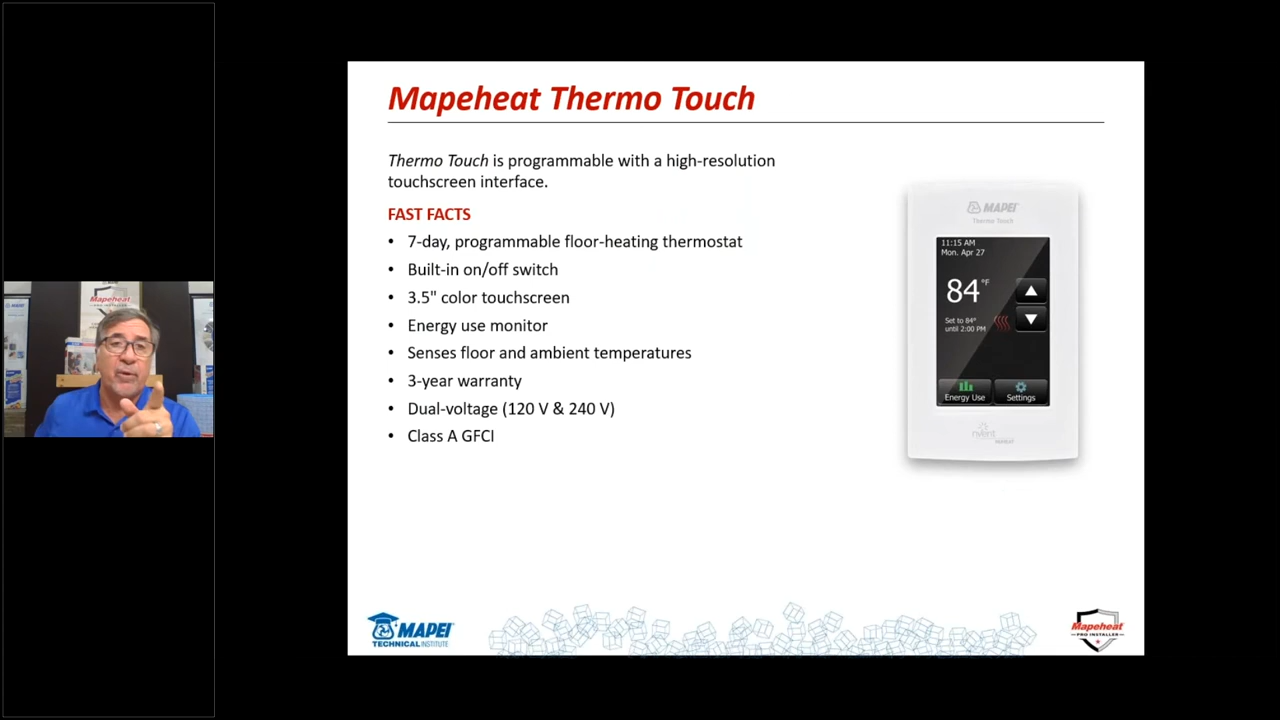 Mapeheat Thermo Touch
Thermo Touch is programmable with a high-resolution
touchscreen interface.
FAST FACTS
• 7-day, programmable floor-heating thermostat
• Built-in on/off switch
• 3.5" color touchscreen
• Energy use monitor
• Senses floor and ambient temperatures
• 3-year warranty
• Dual-voltage (120 V & 240 V)
• Class A GFCI
MAPEI
Thermo Touch
11:15 AM
Mon. Apr 27
84 °F
Set to 84°
until 2:00 PM
Energy Use
Settings
nvent
Mapeheat
MAPEI
TECHNICAL INSTITUTE
Mapeheat
PRO INSTALLER